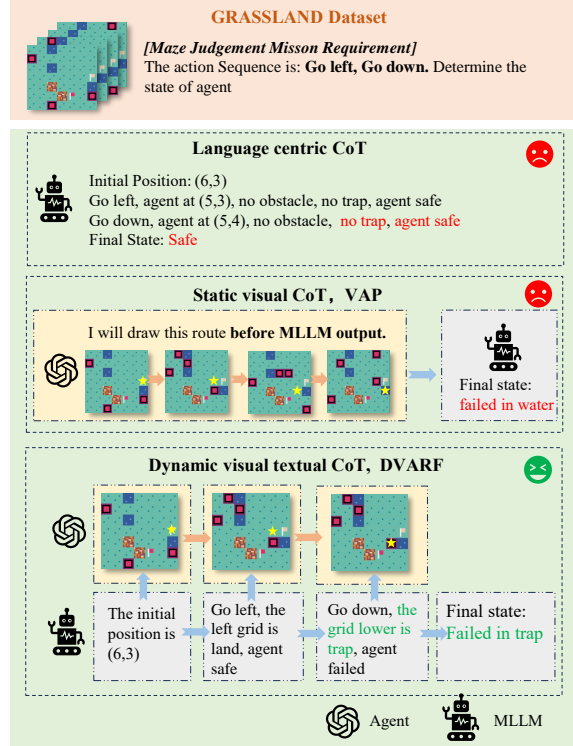 GRASSLAND Dataset
[Maze Judgement Misson Requirement]
The action Sequence is: Go left, Go down. Determine the
state of agent
Language centric CoT
Initial Position: (6,3)
Go left, agent at (5,3), no obstacle, no trap, agent safe
Go down, agent at (5,4), no obstacle, no trap, agent safe
Final State: Safe
Static visual CoT, VAP
I will draw this route before MLLM output.
Final state:
failed in water
Dynamic visual textual CoT, DVARF
The initial
position is
(6,3)
Go left, the
left grid is
land, agent
safe
Go down, the
grid lower is
trap, agent
failed
Final state:
Failed in trap
Agent
MLLM